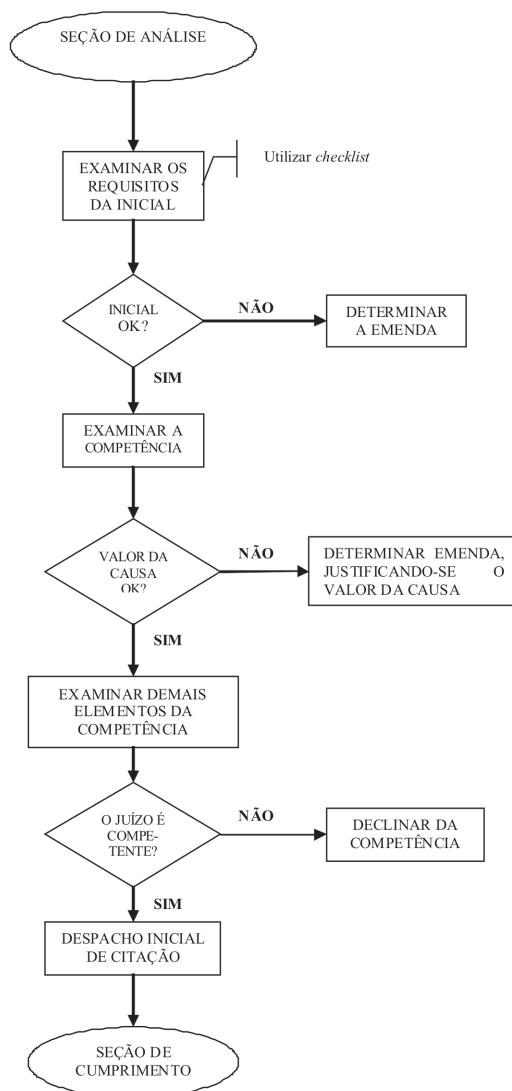 SEÇÃO DE ANÁLISE
EXAMINAR OS
REQUISITOS
DA INICIAL
Utilizar checklist
INICIAL
OK?
NÃO
DETERMINAR
A EMENDA
SIM
EXAMINAR A
COMPETÊNCIA
VALOR DA
CAUSA
OK?
NÃO
DETERMINAR EMENDA,
JUSTIFICANDO-SE O
VALOR DA CAUSA
SIM
EXAMINAR DEMAIS
ELEMENTOS DA
COMPETÊNCIA
O JUÍZO É
COMPE-
TENTE?
NÃO
DECLINAR DA
COMPETÊNCIA
SIM
DESPACHO INICIAL
DE CITAÇÃO
SEÇÃO DE
CUMPRIMENTO